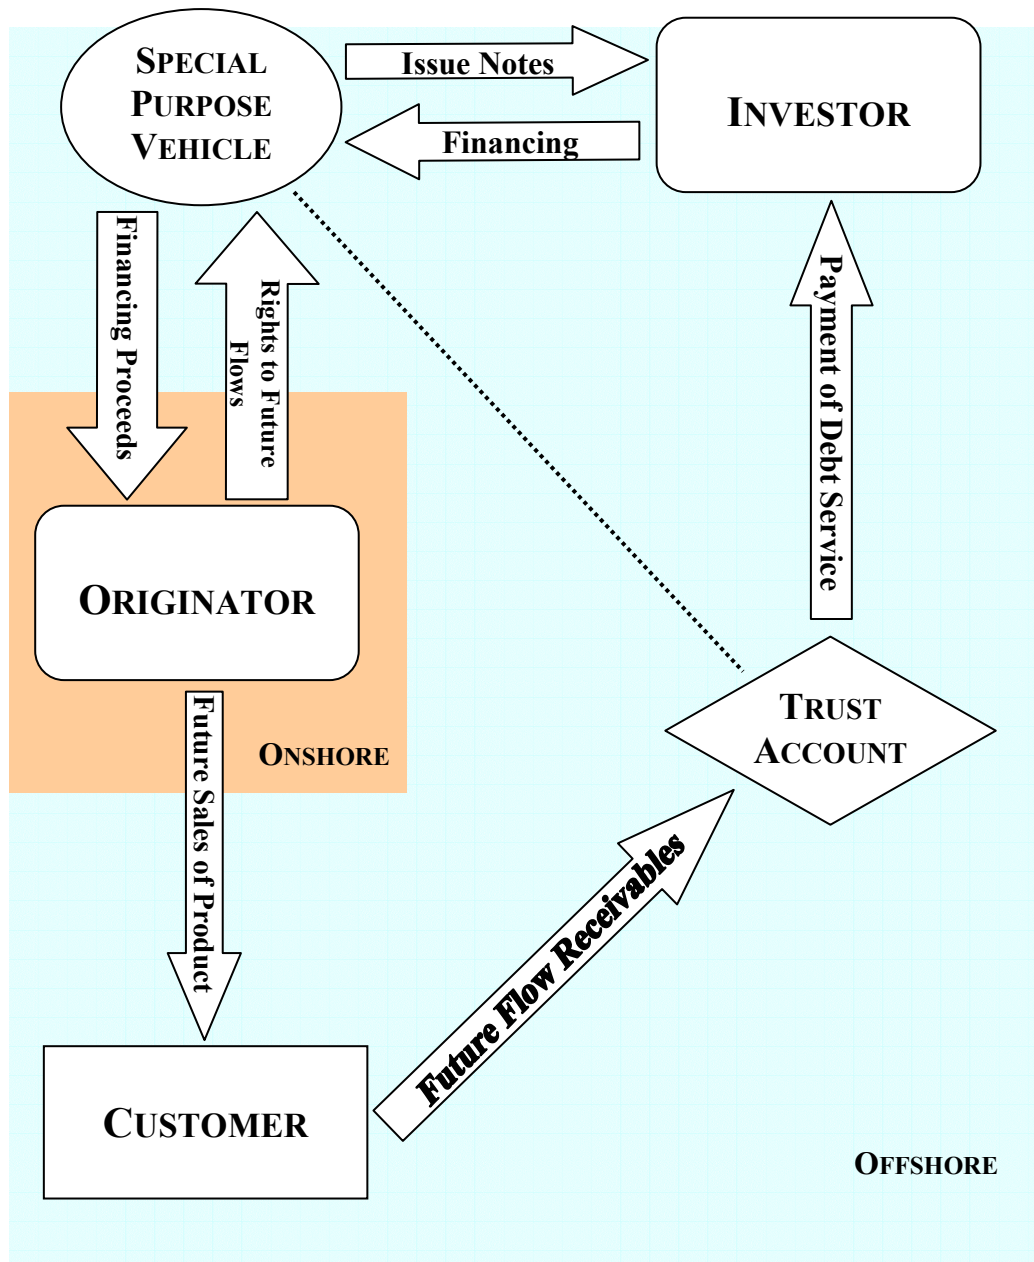 SPECIAL
PURPOSE
VEHICLE
Issue Notes
Financing
INVESTOR
Financing Proceeds
Rights to Future
Flows
Payment of Debt Service
ORIGINATOR
ONSHORE
Future Sales of Product
TRUST
ACCOUNT
Future Flow Receivables
CUSTOMER
OFFSHORE